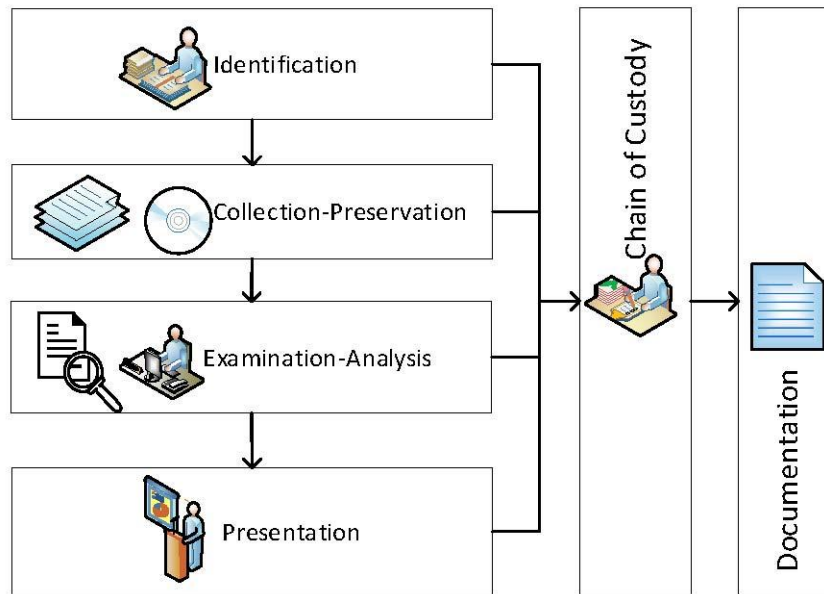 Identification
Collection-Preservation
Examination-Analysis
Presentation
Chain of Custody
Documentation